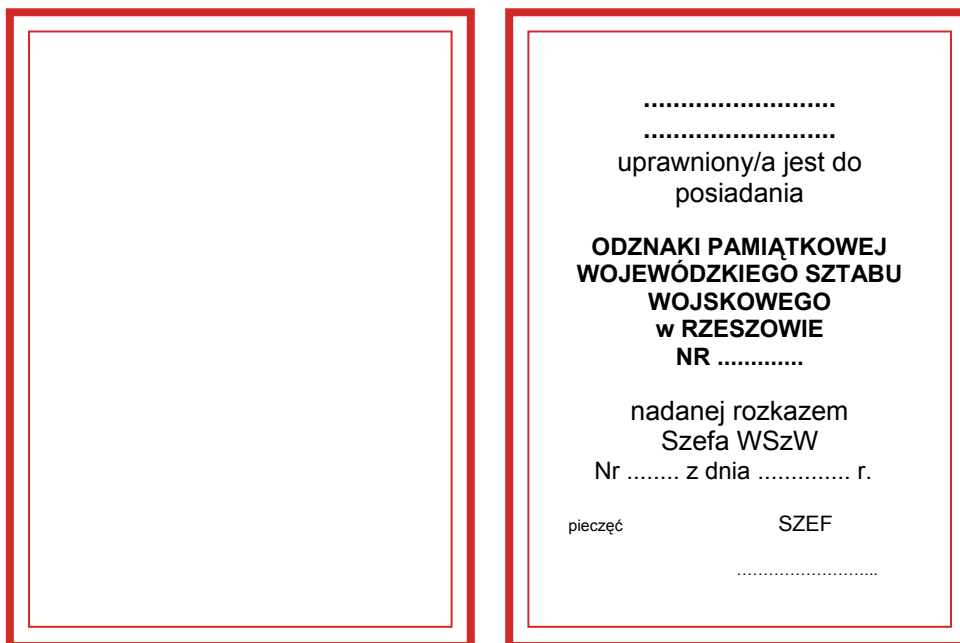 ..........................
..........................
uprawniony/a jest do
posiadania
ODZNAKI PAMIĄTKOWEJ
WOJEWÓDZKIEGO SZTABU
WOJSKOWEGO
w RZESZOWIE
NR .............
nadanej rozkazem
Szefa WSzW
Nr ........ z dnia .............. r.
pieczęć SZEF
…………………….…